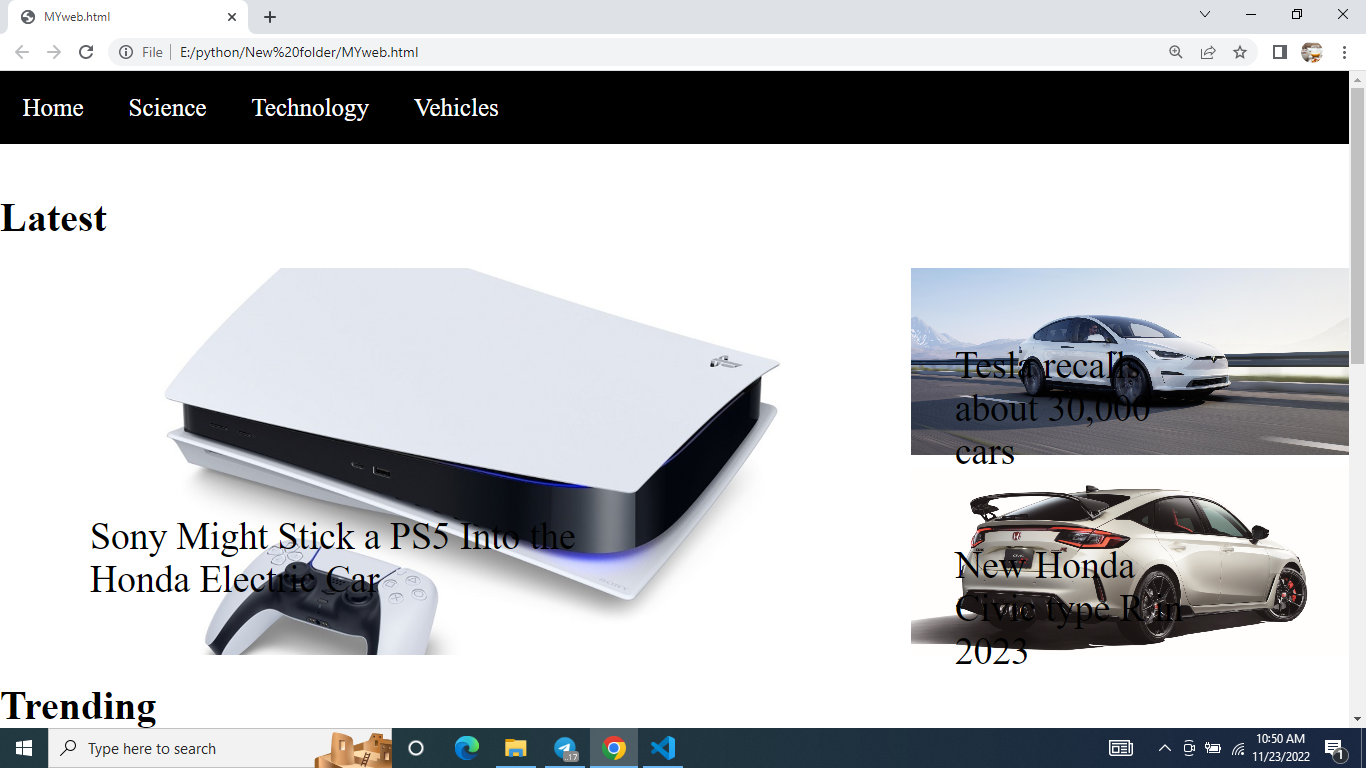 MYweb.html
File
E:/python/New%20folder/MYweb.html
Home Science Technology Vehicles
Latest
Sony Might Stick a PS5 Into the
Honda Electric Car
Tesla recalls
about 30,000
cars
New Honda
Civic type R in
2023
Trending
Type here to search
17
10:50 AM
11/23/2022
1